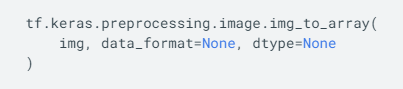 tf.keras.preprocessing.image.img_to_array(
    img, data_format=None, dtype=None
)